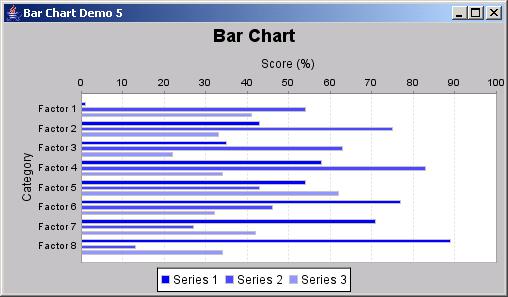 Bar Chart Demo 5
Bar Chart
Score (%)
0 10 20 30 40 50 60 70 80 90 100
Category
Factor 1
Factor 2
Factor 3
Factor 4
Factor 5
Factor 6
Factor 7
Factor 8
Series 1 Series 2 Series 3